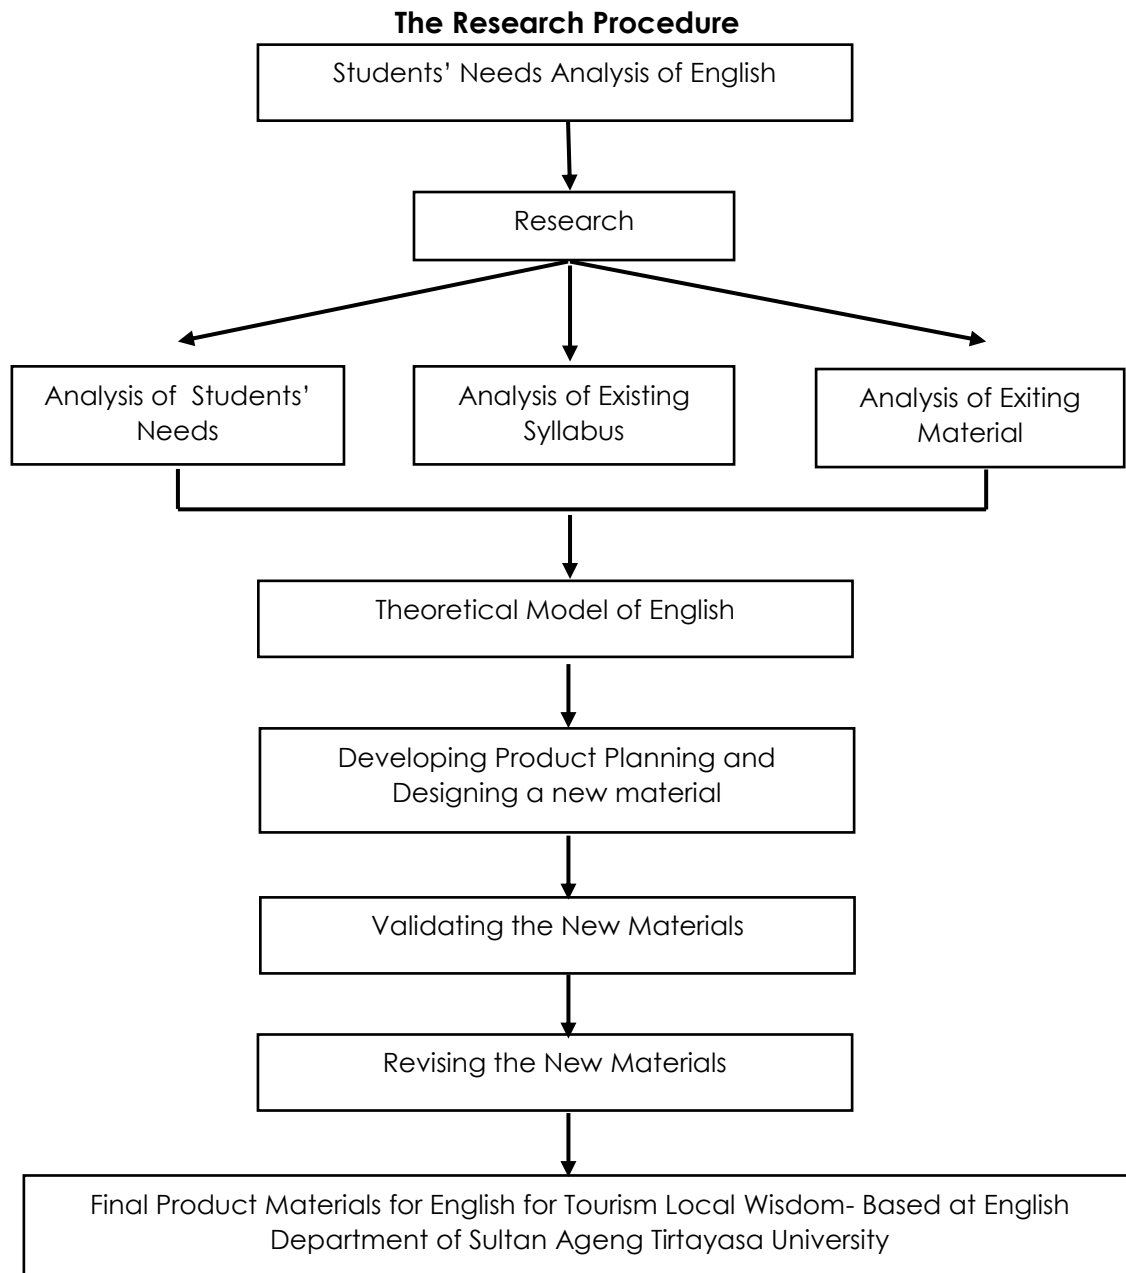 The Research Procedure
Students’ Needs Analysis of English
Research
Analysis of Students’
Needs
Analysis of Existing
Syllabus
Analysis of Exiting
Material
Theoretical Model of English
Developing Product Planning and
Designing a new material
Validating the New Materials
Revising the New Materials
Final Product Materials for English for Tourism Local Wisdom- Based at English
Department of Sultan Ageng Tirtayasa University